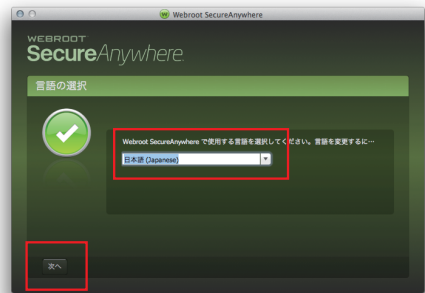 Webroot SecureAnywhere
WEBROOT
SecureAnywhere.
言語の選択
Webroot SecureAnywhere で使用する言語を選択してください。言語を変更するに…
日本語 (Japanese)
次へ